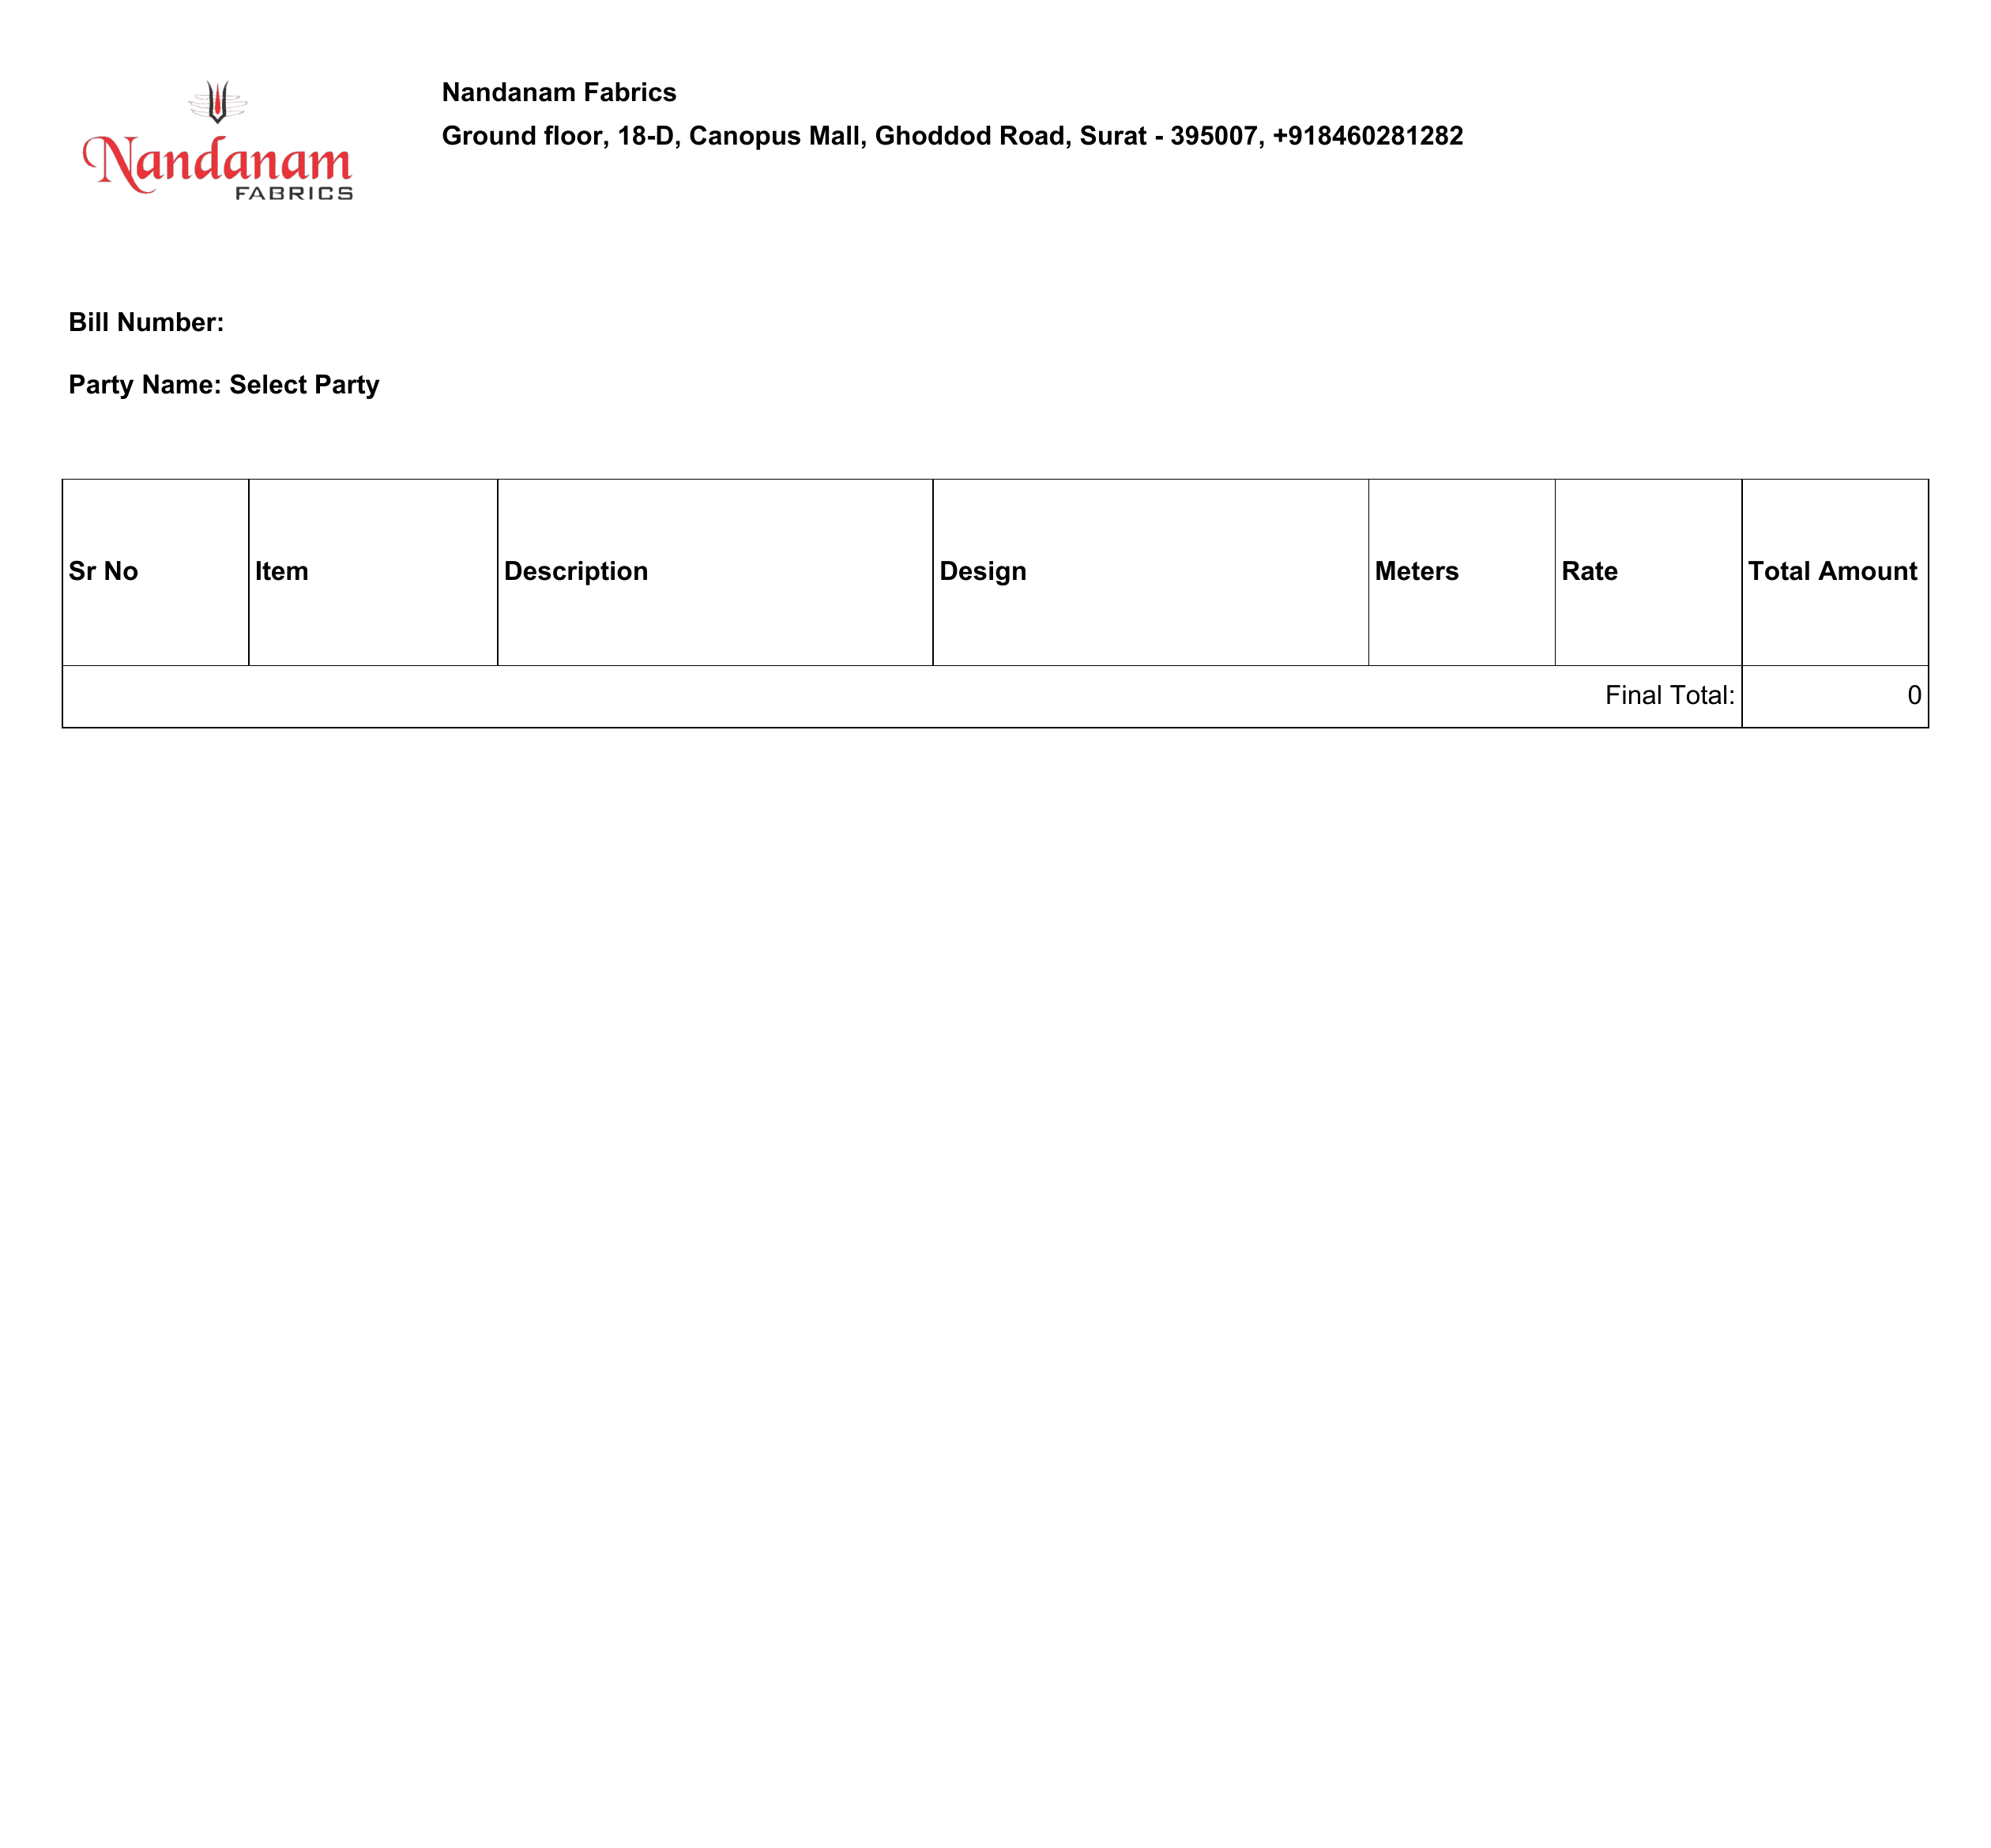 Nandanam
FABRICS
Nandanam Fabrics
Ground floor, 18-D, Canopus Mall, Ghoddod Road, Surat - 395007, +918460281282
Bill Number:
Party Name: Select Party
Sr No Item Description Design Meters Rate Total Amount
Final Total: 0